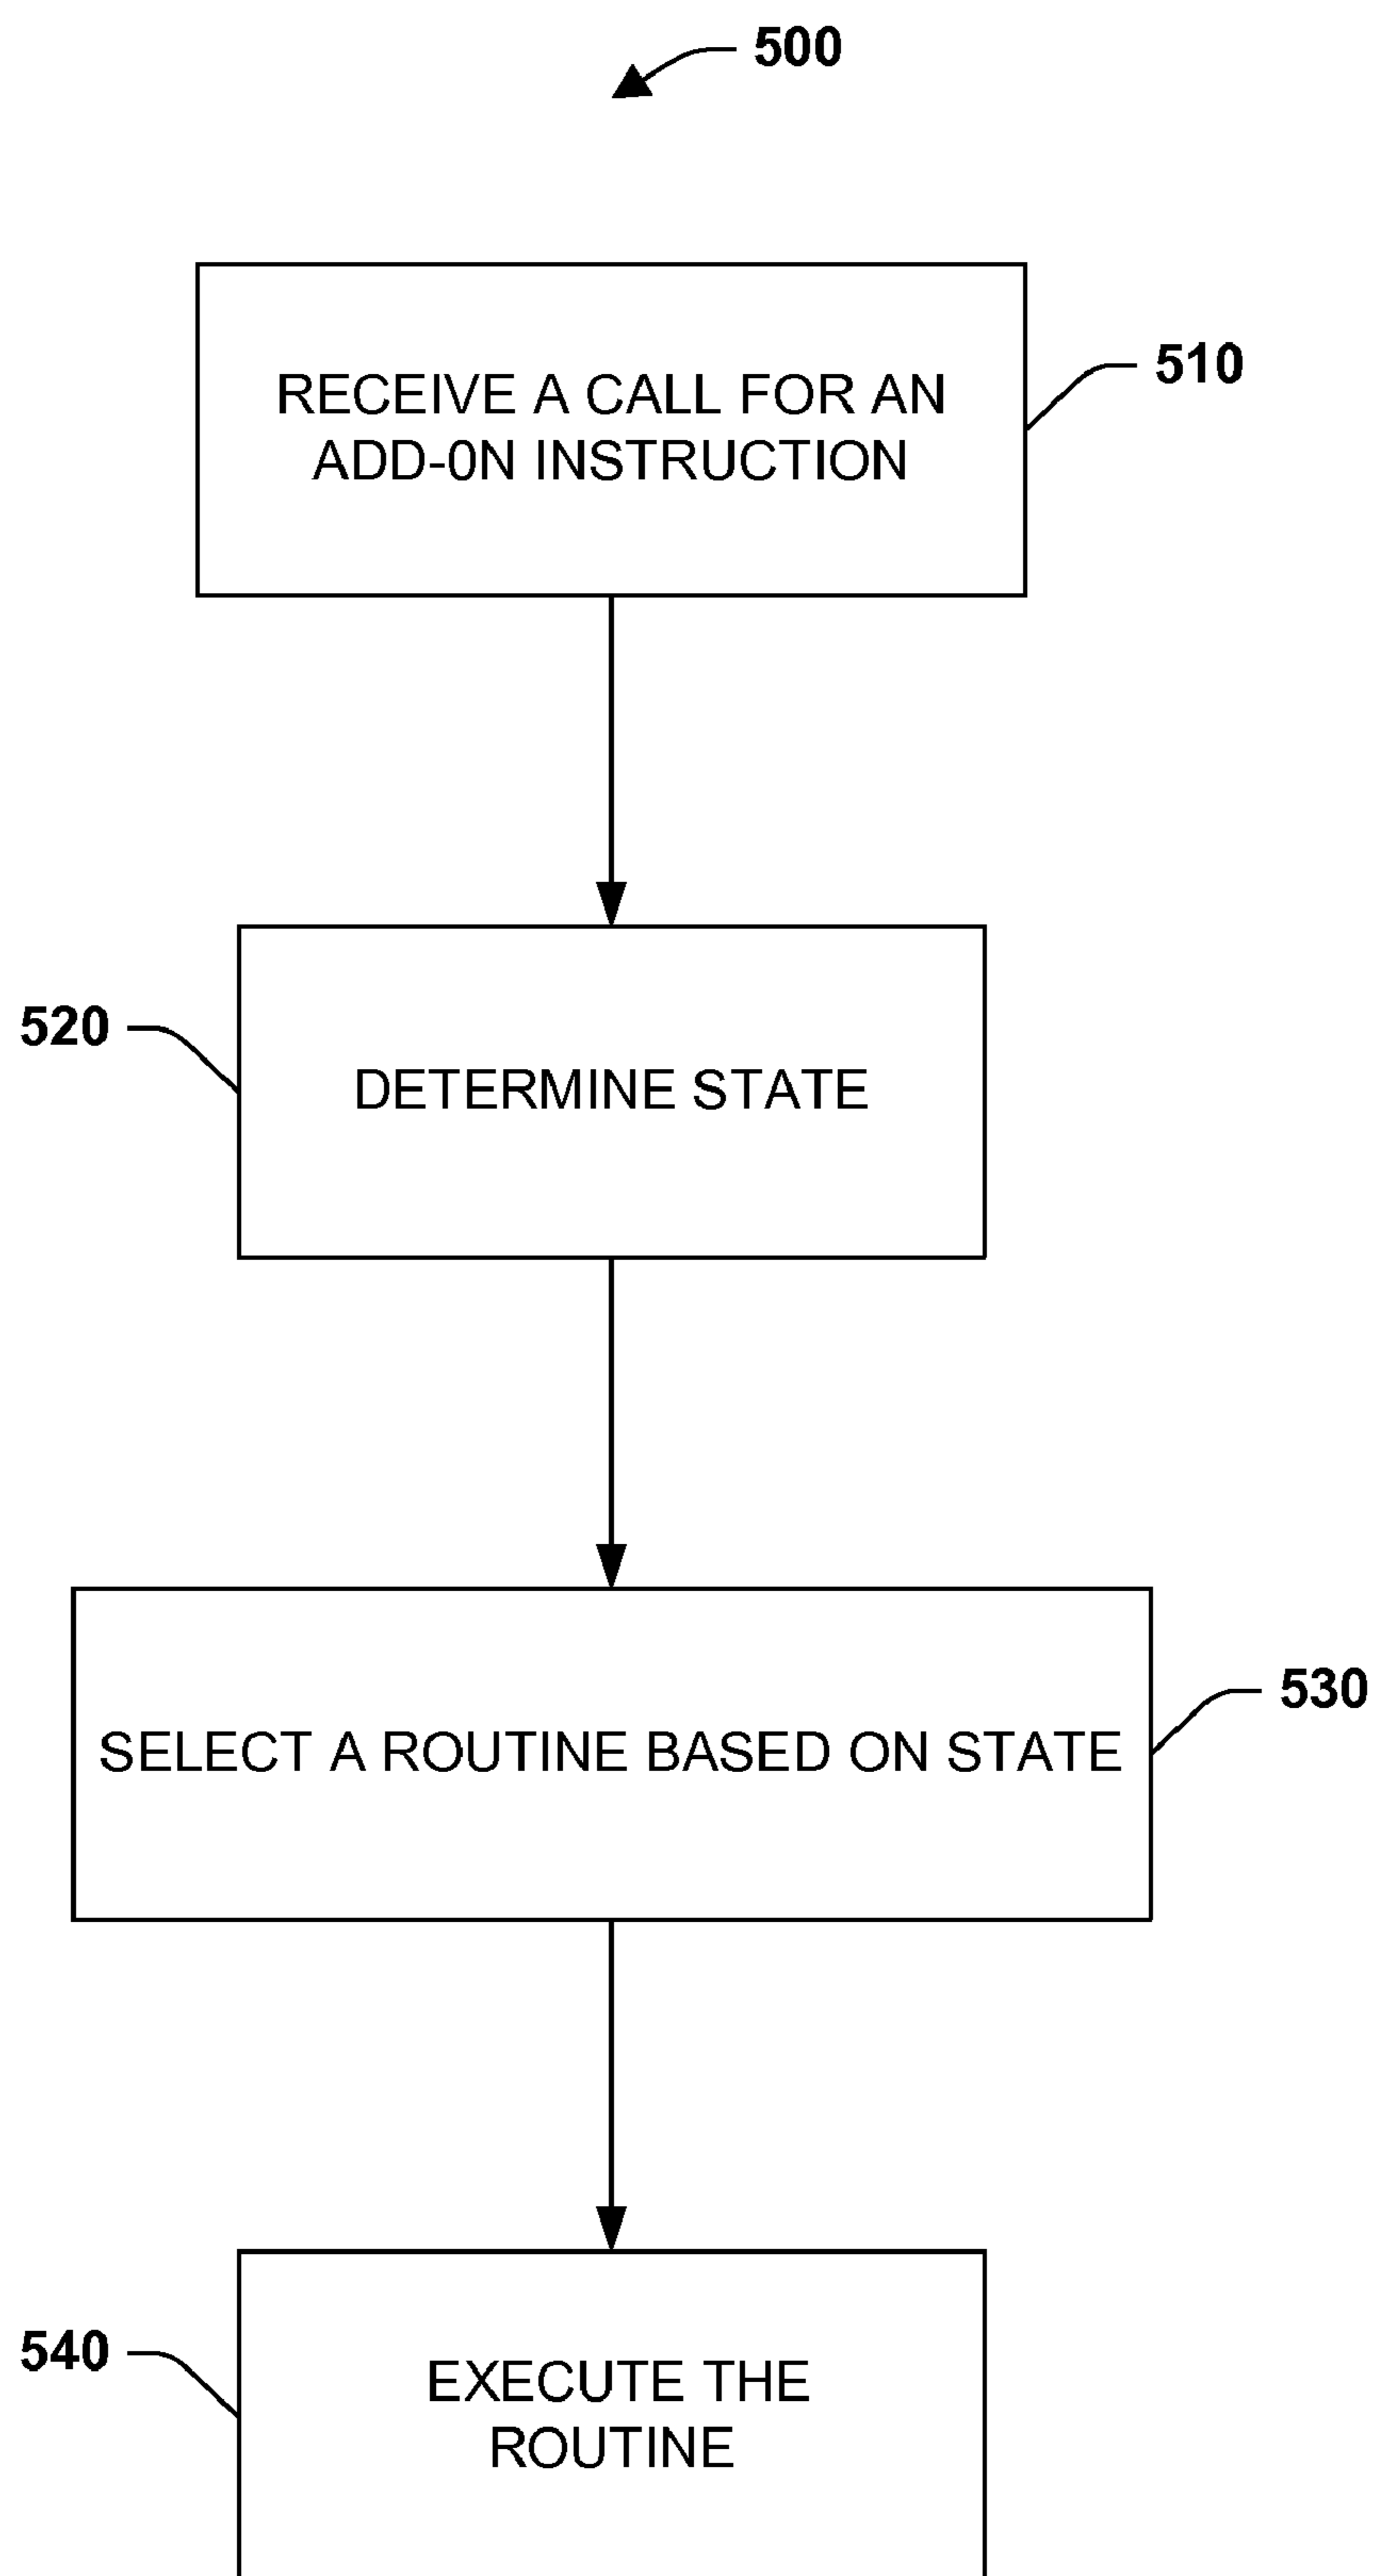 500
RECEIVE A CALL FOR AN
ADD-0N INSTRUCTION
510
520
DETERMINE STATE
SELECT A ROUTINE BASED ON STATE
530
540
EXECUTE THE
ROUTINE